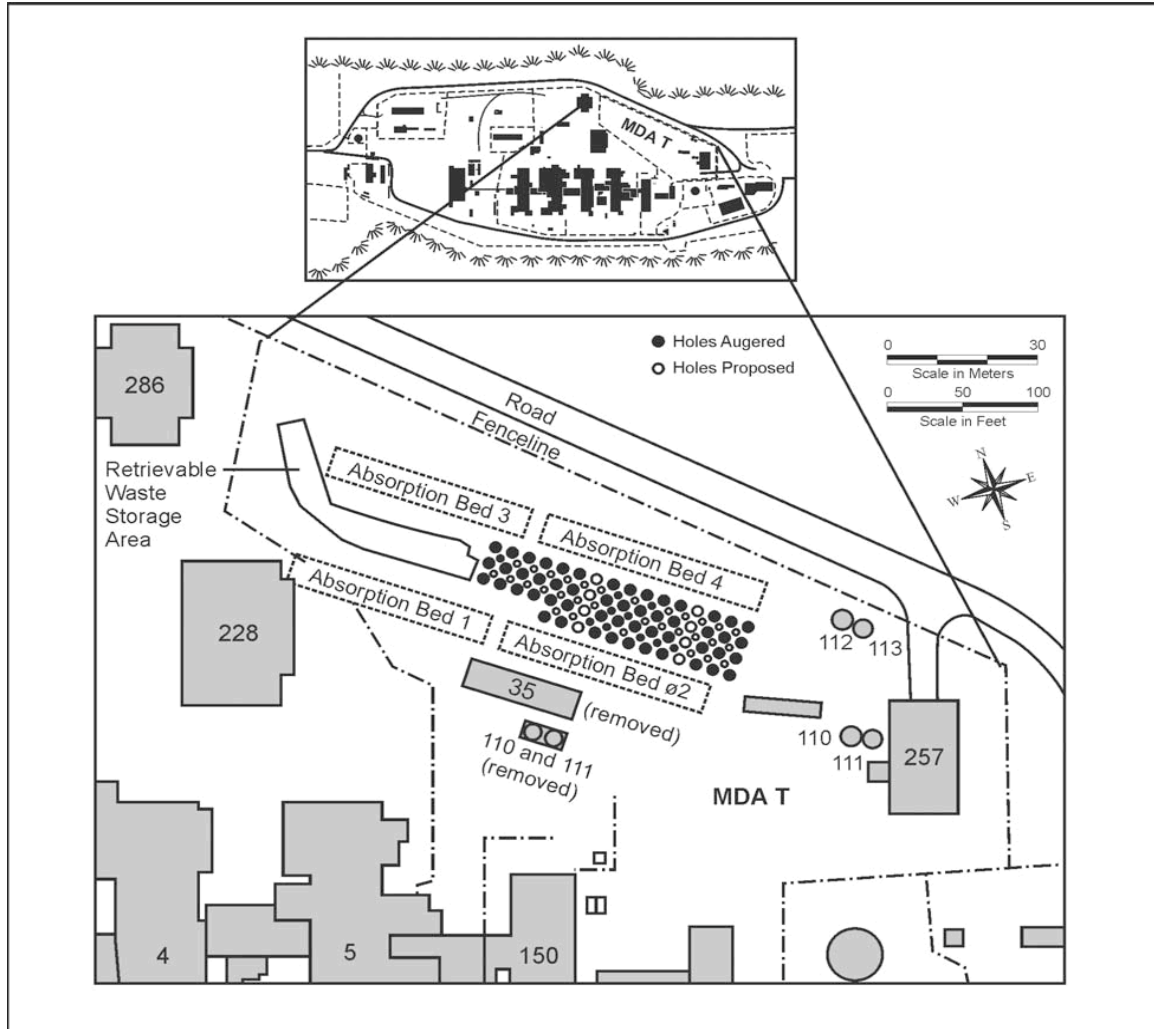 MDA T
Holes Augered
Holes Proposed
0 30
Scale in Meters
0 50 100
Scale in Feet
N
E
W
S
286
Road
Fenceline
Retrievable
Waste
Storage
Area
Absorption Bed 3
Absorption Bed 4
Absorption Bed 1
Absorption Bed ø2
228
112
113
35
(removed)
110 and 111
(removed)
110
111
257
MDA T
4
5
150